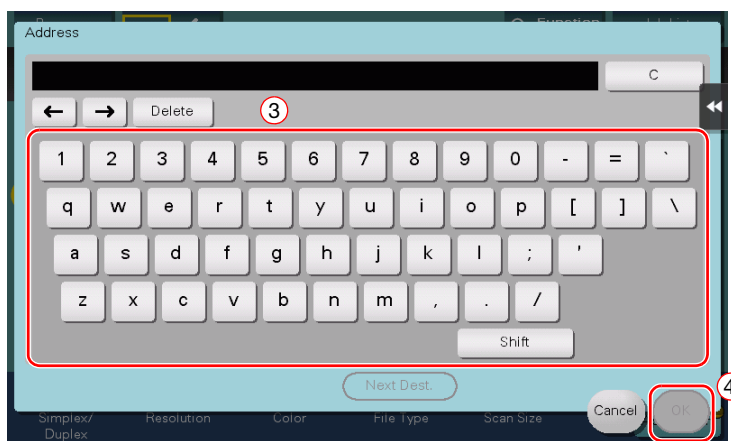 Address
C
← → Delete ③
1 2 3 4 5 6 7 8 9 0 - = `
q w e r t y u i o p [ ] \
a s d f g h j k l ; '
z x c v b n m , . /
Shift
Next Dest.
Cancel OK
Simplex/ Resolution Color File Type Scan Size
Duplex